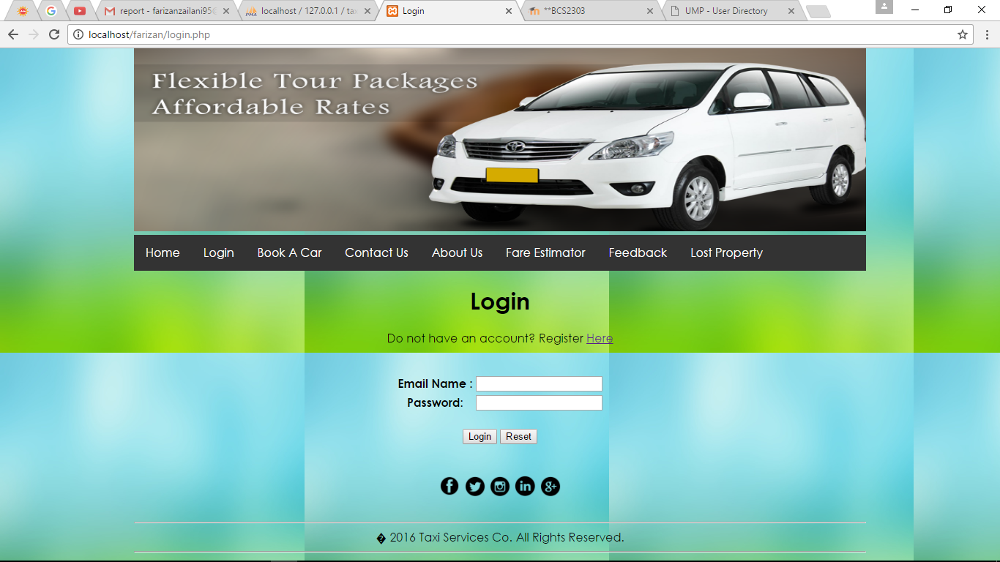 report - farizanzailani95@
localhost / 127.0.0.1 / ta
Login
**BCS2303
UMP - User Directory
localhost/farizan/login.php
Flexible Tour Packages
Affordable Rates
Home Login Book A Car Contact Us About Us Fare Estimator Feedback Lost Property
Login
Do not have an account? Register Here
Email Name :
Password:
Login Reset
� 2016 Taxi Services Co. All Rights Reserved.